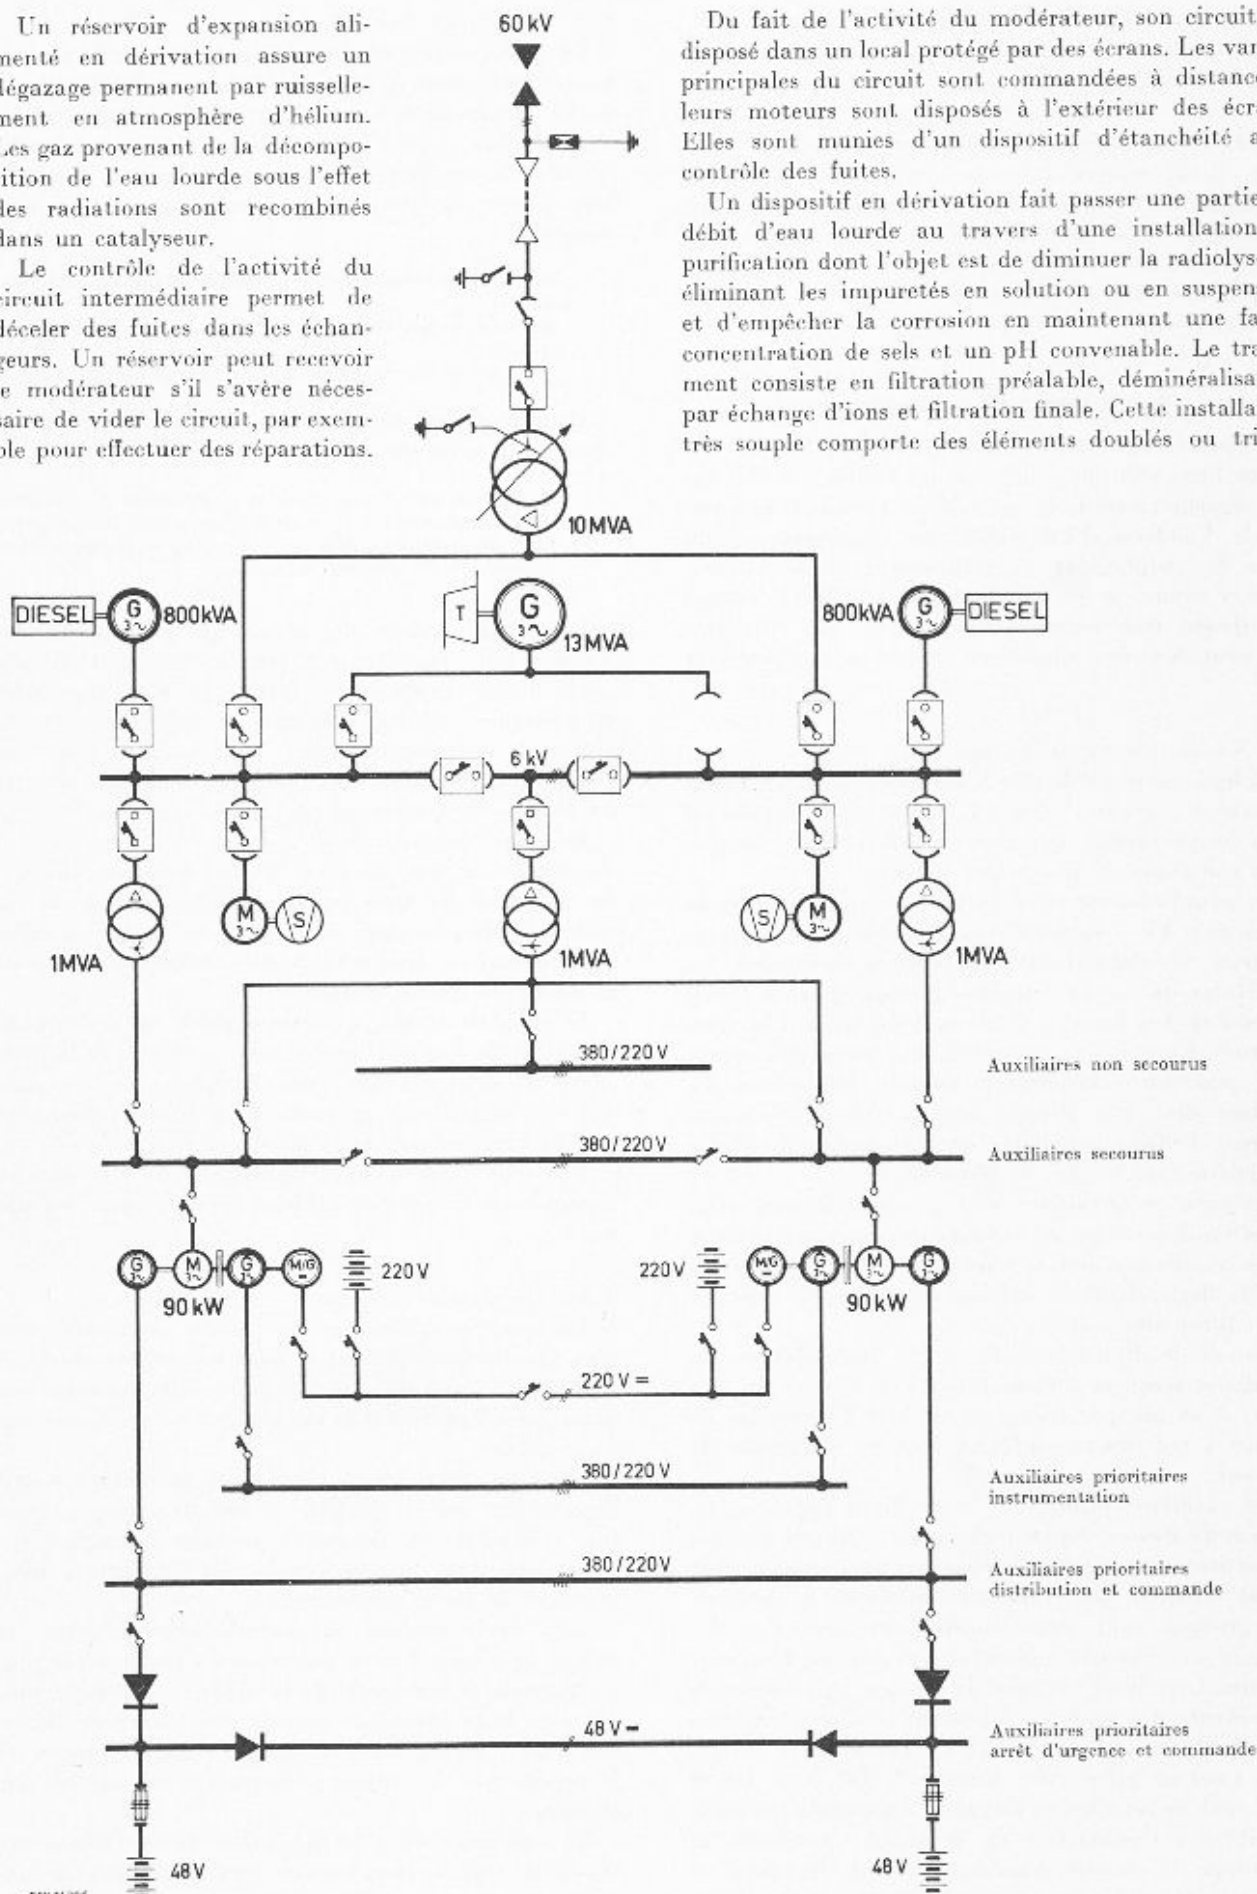 Un réservoir d'expansion ali-
menté en dérivation assure un
dégazage permanent par ruisselle-
ment en atmosphère d'hélium.
Les gaz provenant de la décompo-
sition de l'eau lourde sous l'effet
des radiations sont recombinés
dans un catalyseur.
Le contrôle de l'activité du
circuit intermédiaire permet de
déceler des fuites dans les échan-
geurs. Un réservoir peut recevoir
le modérateur s'il s'avère néces-
saire de vider le circuit, par exem-
ple pour effectuer des réparations.
Du fait de l'activité du modérateur, son circuit
disposé dans un local protégé par des écrans. Les
principales du circuit sont commandées à distance
leurs moteurs sont disposés à l'extérieur des
Elles sont munies d'un dispositif d'étanchéité
contrôle des fuites.
Un dispositif en dérivation fait passer une partie
débit d'eau lourde au travers d'une installation
purification dont l'objet est de diminuer la
éliminant les impuretés en solution ou en
et d'empêcher la corrosion en maintenant une
concentration de sels et un pH convenable. Le
ment consiste en filtration préalable,
par échange d'ions et filtration finale. Cette
très souple comporte des éléments doublés ou
60 kV
10 MVA
DIESEL G 3~ 800 kVA
T G 3~ 13 MVA
800 kVA G 3~ DIESEL
6 kV
M 3~ S
S M 3~
1 MVA
1 MVA
1 MVA
380/220 V
Auxiliaires non secourus
380/220 V
Auxiliaires secourus
G 3~ M 3~ G 1~ M/G = 220 V
90 kW
220 V M/G = G 1~ M 3~ G 3~
90 kW
220 V =
380/220 V
Auxiliaires prioritaires
instrumentation
380/220 V
Auxiliaires prioritaires
distribution et commande
48 V =
Auxiliaires prioritaires
arrêt d'urgence et commande
48 V
48 V